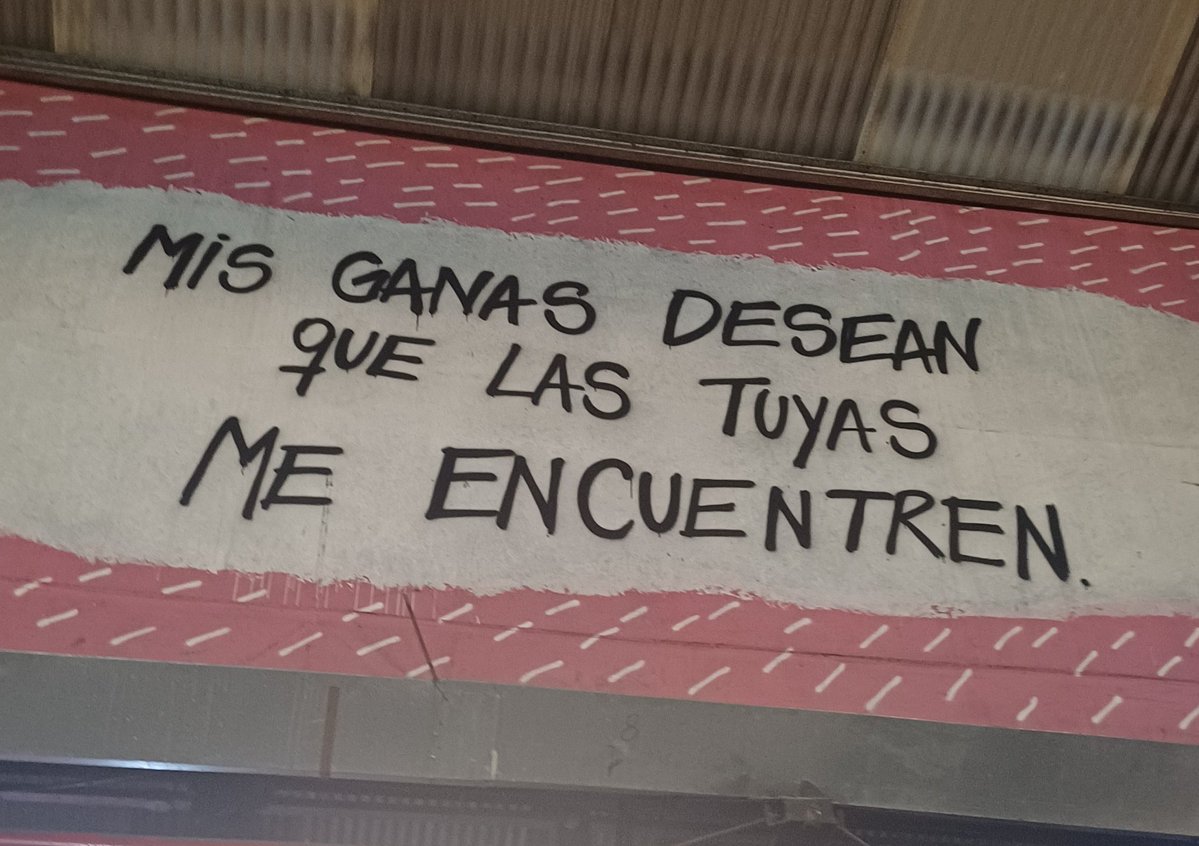 MiS GANAS DESEAN
qUE LAS TUYAS
ME ENCUENTREN.